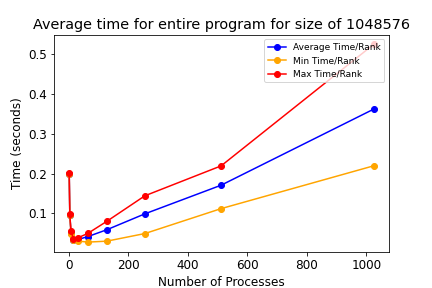 Average time for entire program for size of 1048576
Average Time/Rank
Min Time/Rank
Max Time/Rank
0.5
0.4
0.3
0.2
0.1
Time (seconds)
0 200 400 600 800 1000
Number of Processes